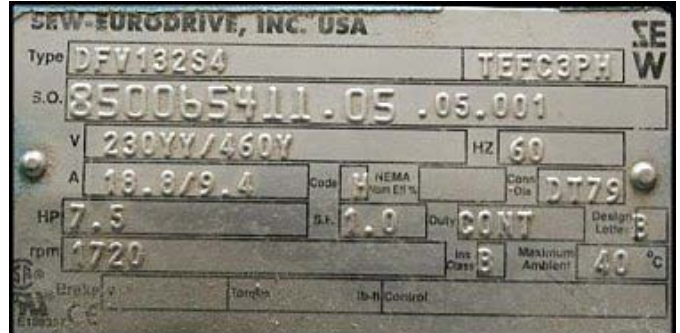 SEW-EURODRIVE, INC. USA
SEW
Type DFV132S4 TEFC3PH
S.O. 850065411.05 .05.001
V 230YY/460Y HZ 60
A 18.8/9.4 Code H NEMA Nom Eff % Conn Dia DT79
HP 7.5 S.F. 1.0 Duty CONT Design Letter B
rpm 1720 Ins Class B Maximum Ambient 40 °C
Brake V Torque lb-ft Control
CE